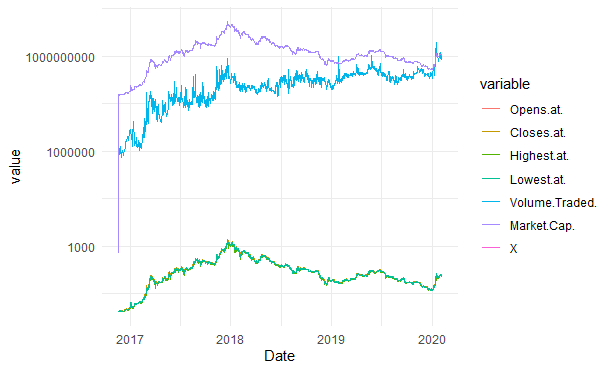 1000000000
1000000
1000
value
2017 2018 2019 2020
Date
variable
Opens.at.
Closes.at.
Highest.at.
Lowest.at.
Volume.Traded.
Market.Cap.
X